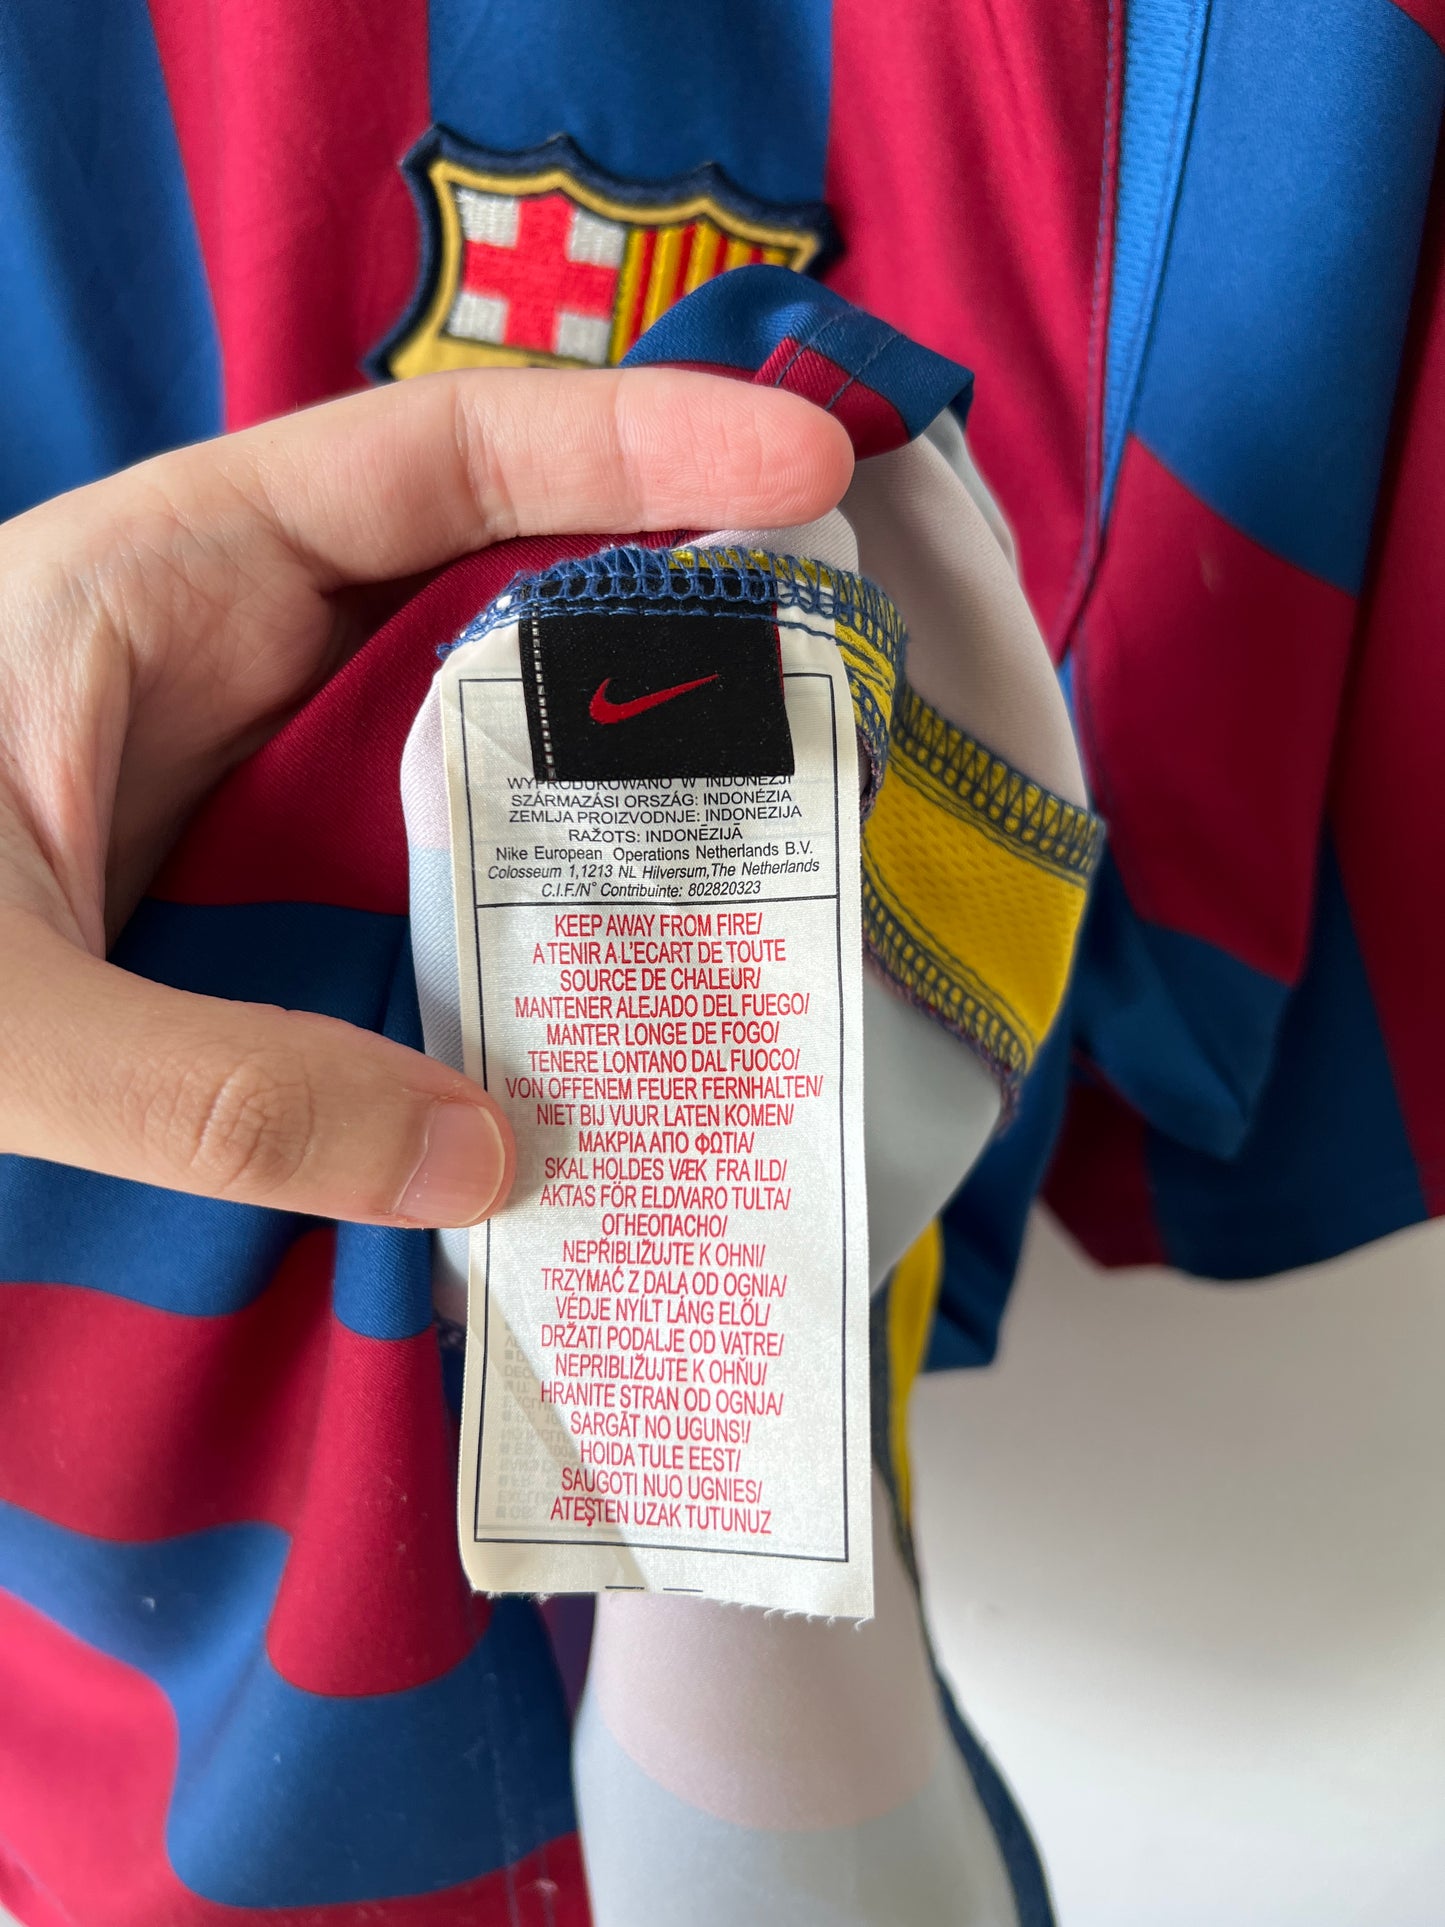 WYPRODUKOWANO W INDONEZJI
SZÁRMAZÁSI ORSZÁG: INDONÉZIA
ZEMLJA PROIZVODNJE: INDONEZIJA
RAŽOTS: INDONĒZIJĀ
Nike European Operations Netherlands B.V.
Colosseum 1,1213 NL Hilversum,The Netherlands
C.I.F./N° Contribuinte: 802820323
KEEP AWAY FROM FIRE/
A TENIR A L'ECART DE TOUTE
SOURCE DE CHALEUR/
MANTENER ALEJADO DEL FUEGO/
MANTER LONGE DE FOGO/
TENERE LONTANO DAL FUOCO/
VON OFFENEM FEUER FERNHALTEN/
NIET BIJ VUUR LATEN KOMEN/
ΜΑΚΡΙΑ ΑΠΟ ΦΩΤΙΑ/
SKAL HOLDES VÆK FRA ILD/
AKTAS FÖR ELD/VARO TULTA/
ОГНЕОПАСНО/
NEPŘIBLIŽUJTE K OHNI/
TRZYMAĆ Z DALA OD OGNIA/
VÉDJE NYÍLT LÁNG ELŐL/
DRŽATI PODALJE OD VATRE/
NEPRIBLIŽUJTE K OHŇU/
HRANITE STRAN OD OGNJA/
SARGĀT NO UGUNS!/
HOIDA TULE EEST/
SAUGOTI NUO UGNIES/
ATEŞTEN UZAK TUTUNUZ